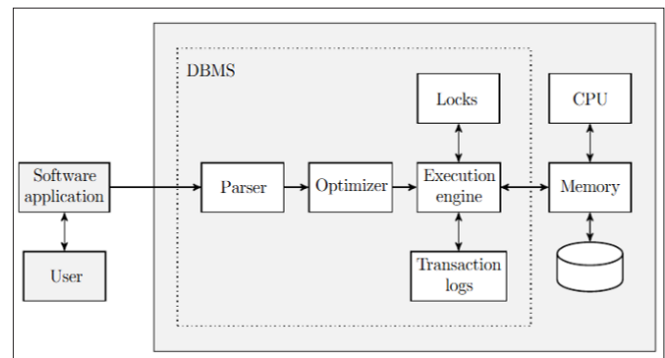 DBMS
Locks
CPU
Software
application
Parser
Optimizer
Execution
engine
Memory
User
Transaction
logs